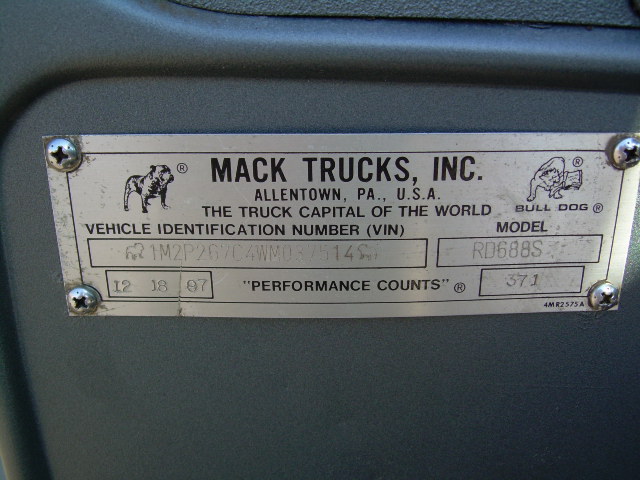 ® MACK TRUCKS, INC. ®
ALLENTOWN, PA., U.S.A.
THE TRUCK CAPITAL OF THE WORLD BULL DOG ®
VEHICLE IDENTIFICATION NUMBER (VIN) MODEL
RD688S
12 18 97 "PERFORMANCE COUNTS" ® 371
4MR2575A